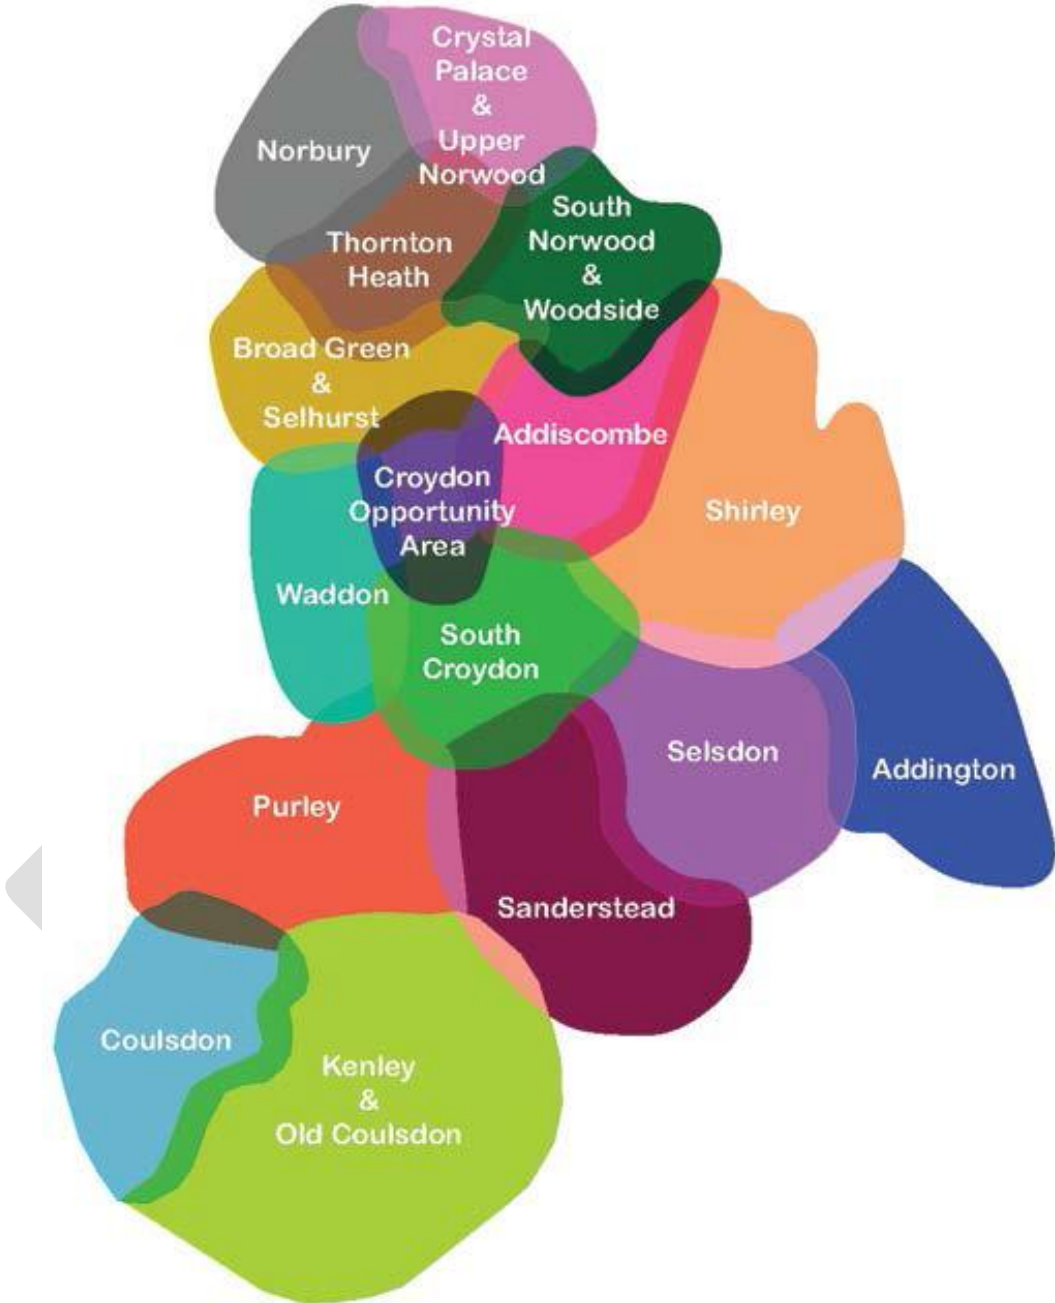 Crystal
Palace
&
Upper
Norwood
Norbury
South
Norwood
&
Woodside
Thornton
Heath
Broad Green
&
Selhurst
Addiscombe
Croydon
Opportunity
Area
Shirley
Waddon
South
Croydon
Selsdon
Addington
Purley
Sanderstead
Coulsdon
Kenley
&
Old Coulsdon